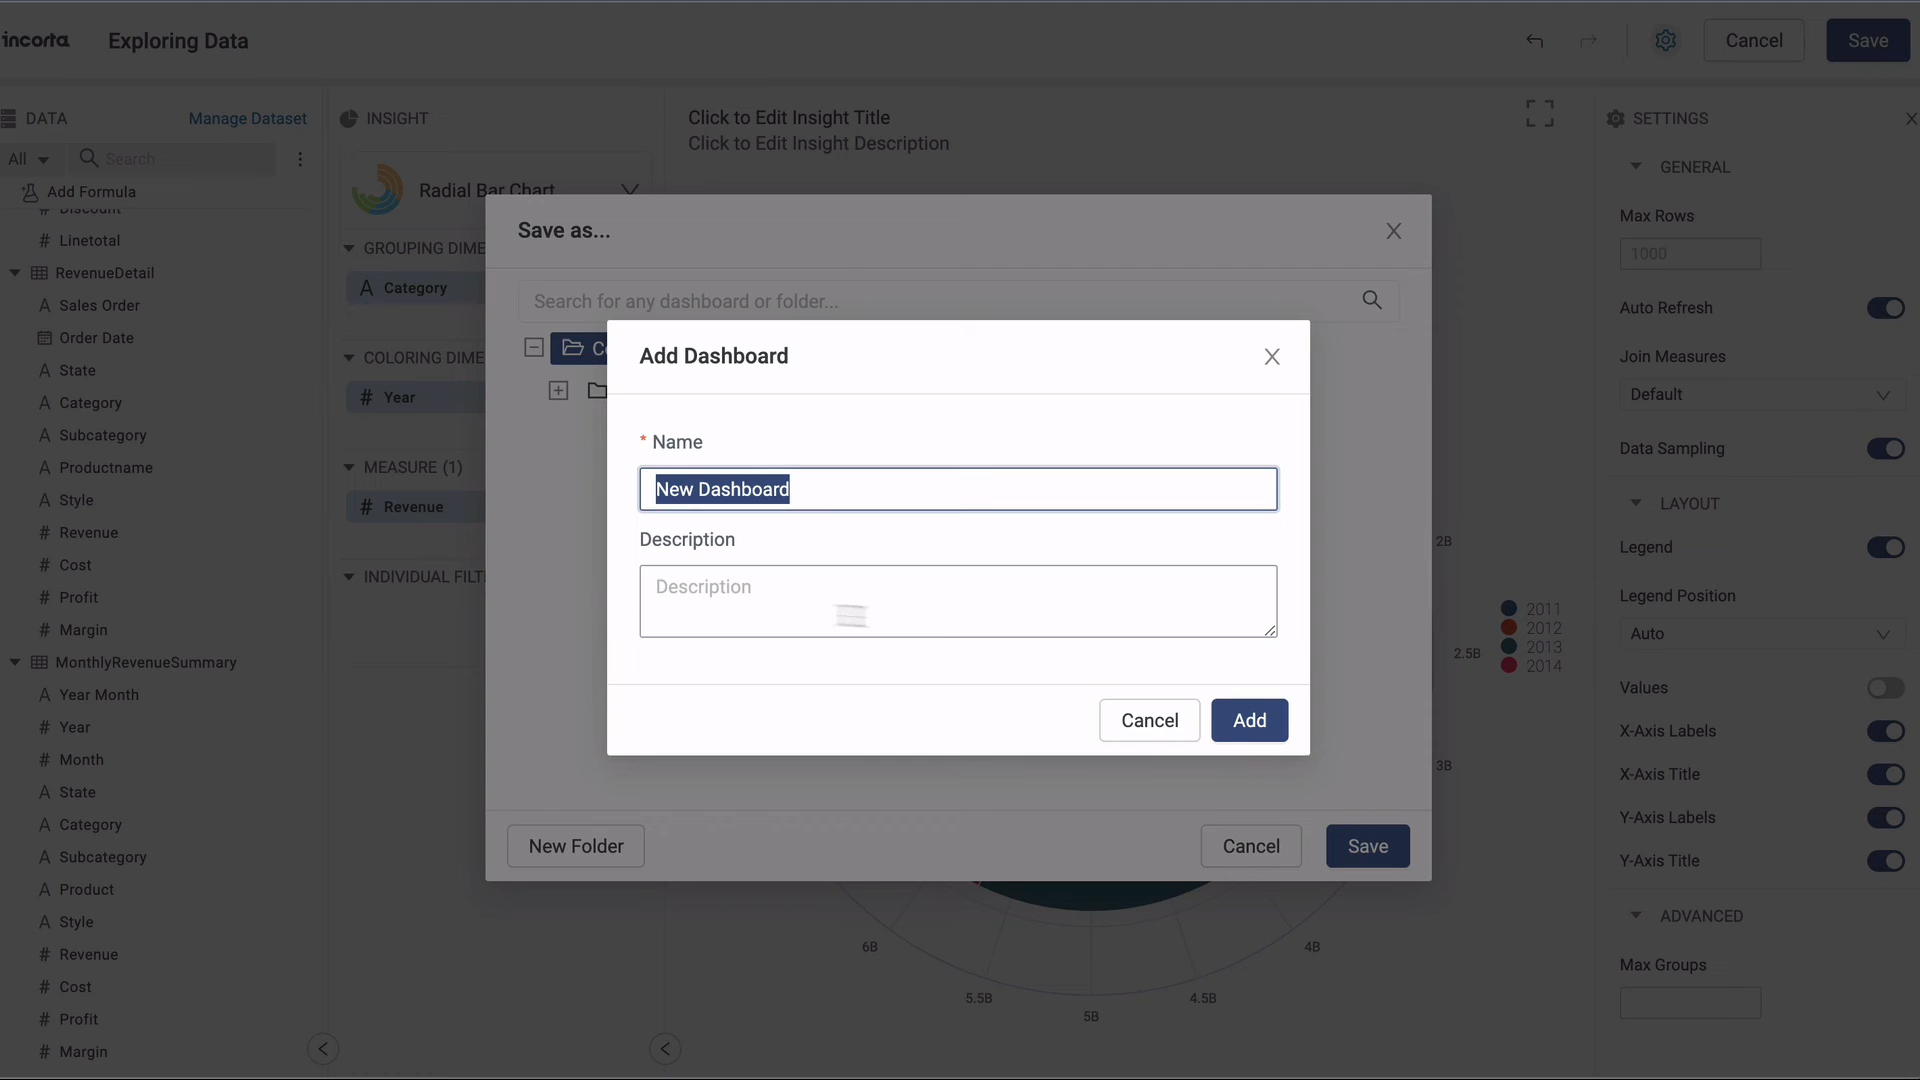 incorta
Exploring Data
Cancel
Save
DATA
Manage Dataset
All
Search
Add Formula
Discount
# Linetotal
RevenueDetail
A Sales Order
Order Date
A State
A Category
A Subcategory
A Productname
A Style
# Revenue
# Cost
# Profit
# Margin
MonthlyRevenueSummary
A Year Month
# Year
# Month
A State
A Category
A Subcategory
A Product
A Style
# Revenue
# Cost
# Profit
# Margin
INSIGHT
Radial Bar Chart
GROUPING DIME
A Category
COLORING DIME
# Year
MEASURE (1)
# Revenue
INDIVIDUAL FILT
Click to Edit Insight Title
Click to Edit Insight Description
Save as...
Search for any dashboard or folder...
Add Dashboard
* Name
New Dashboard
Description
Description
Cancel
Add
New Folder
Cancel
Save
2B
2.5B
3B
4B
4.5B
5B
5.5B
6B
2011
2012
2013
2014
SETTINGS
GENERAL
Max Rows
1000
Auto Refresh
Join Measures
Default
Data Sampling
LAYOUT
Legend
Legend Position
Auto
Values
X-Axis Labels
X-Axis Title
Y-Axis Labels
Y-Axis Title
ADVANCED
Max Groups